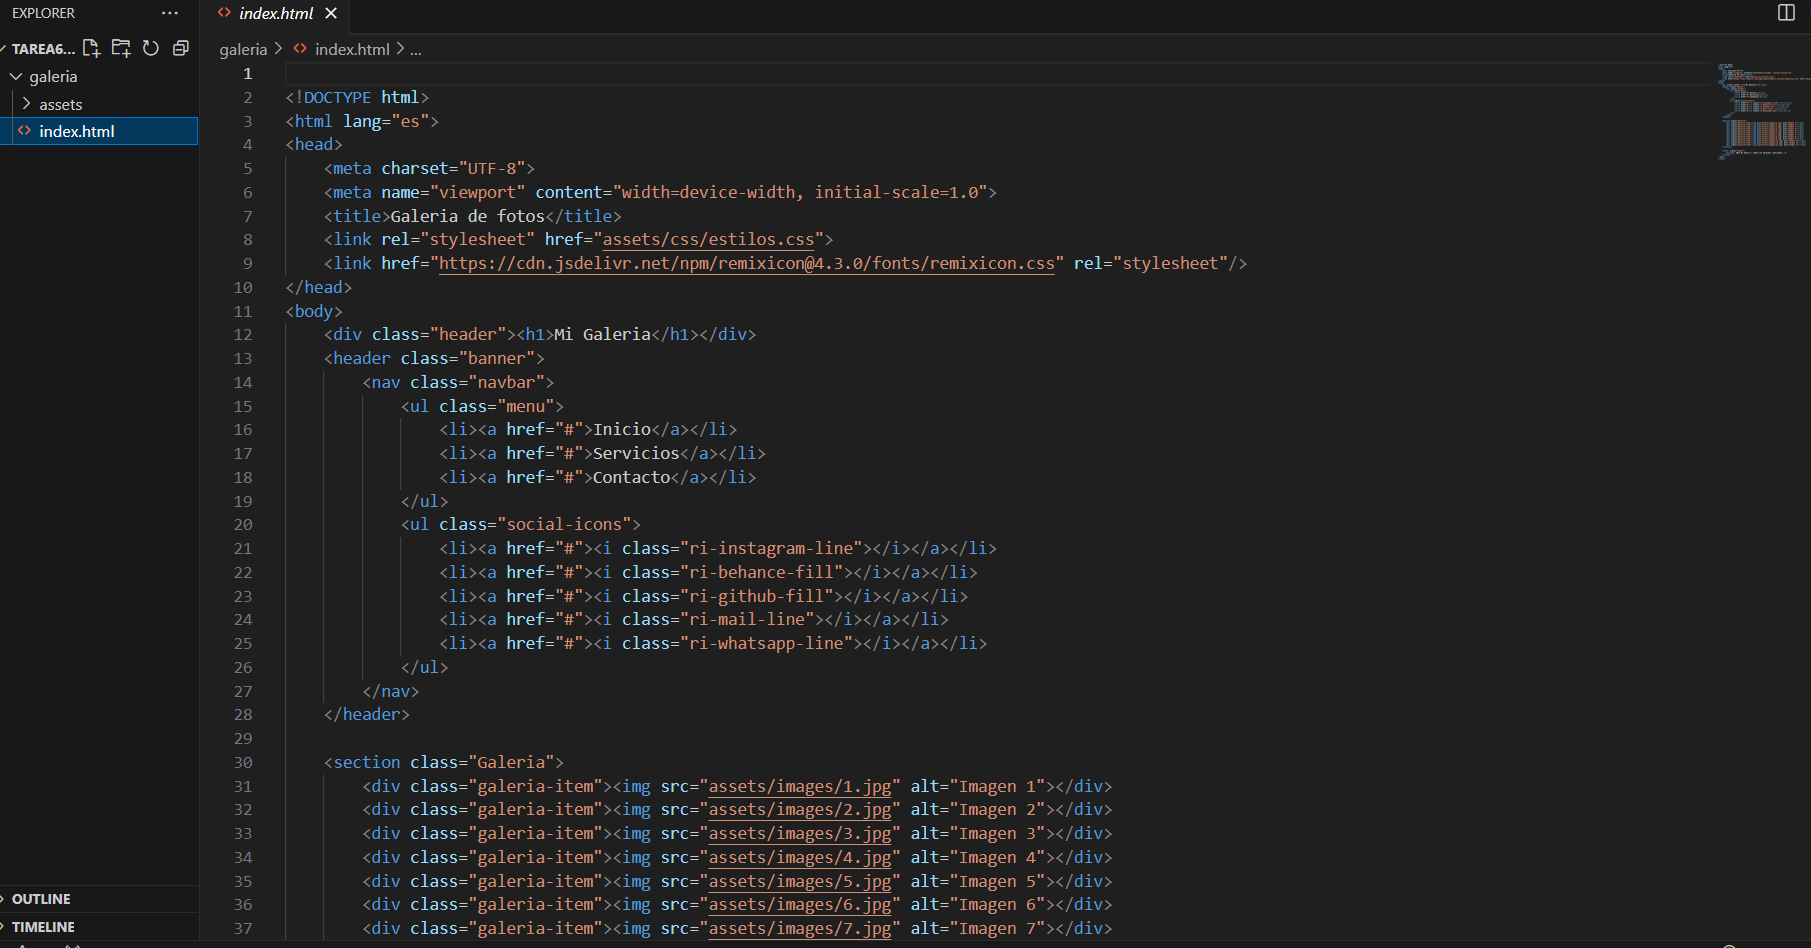 EXPLORER
TAREA6...
galeria
assets
index.html
OUTLINE
TIMELINE
index.html
galeria > index.html > ...
1
2 <!DOCTYPE html>
3 <html lang="es">
4 <head>
5 <meta charset="UTF-8">
6 <meta name="viewport" content="width=device-width, initial-scale=1.0">
7 <title>Galeria de fotos</title>
8 <link rel="stylesheet" href="assets/css/estilos.css">
9 <link href="https://cdn.jsdelivr.net/npm/remixicon@4.3.0/fonts/remixicon.css" rel="stylesheet"/>
10 </head>
11 <body>
12 <div class="header"><h1>Mi Galeria</h1></div>
13 <header class="banner">
14 <nav class="navbar">
15 <ul class="menu">
16 <li><a href="#">Inicio</a></li>
17 <li><a href="#">Servicios</a></li>
18 <li><a href="#">Contacto</a></li>
19 </ul>
20 <ul class="social-icons">
21 <li><a href="#"><i class="ri-instagram-line"></i></a></li>
22 <li><a href="#"><i class="ri-behance-fill"></i></a></li>
23 <li><a href="#"><i class="ri-github-fill"></i></a></li>
24 <li><a href="#"><i class="ri-mail-line"></i></a></li>
25 <li><a href="#"><i class="ri-whatsapp-line"></i></a></li>
26 </ul>
27 </nav>
28 </header>
29
30 <section class="Galeria">
31 <div class="galeria-item"><img src="assets/images/1.jpg" alt="Imagen 1"></div>
32 <div class="galeria-item"><img src="assets/images/2.jpg" alt="Imagen 2"></div>
33 <div class="galeria-item"><img src="assets/images/3.jpg" alt="Imagen 3"></div>
34 <div class="galeria-item"><img src="assets/images/4.jpg" alt="Imagen 4"></div>
35 <div class="galeria-item"><img src="assets/images/5.jpg" alt="Imagen 5"></div>
36 <div class="galeria-item"><img src="assets/images/6.jpg" alt="Imagen 6"></div>
37 <div class="galeria-item"><img src="assets/images/7.jpg" alt="Imagen 7"></div>